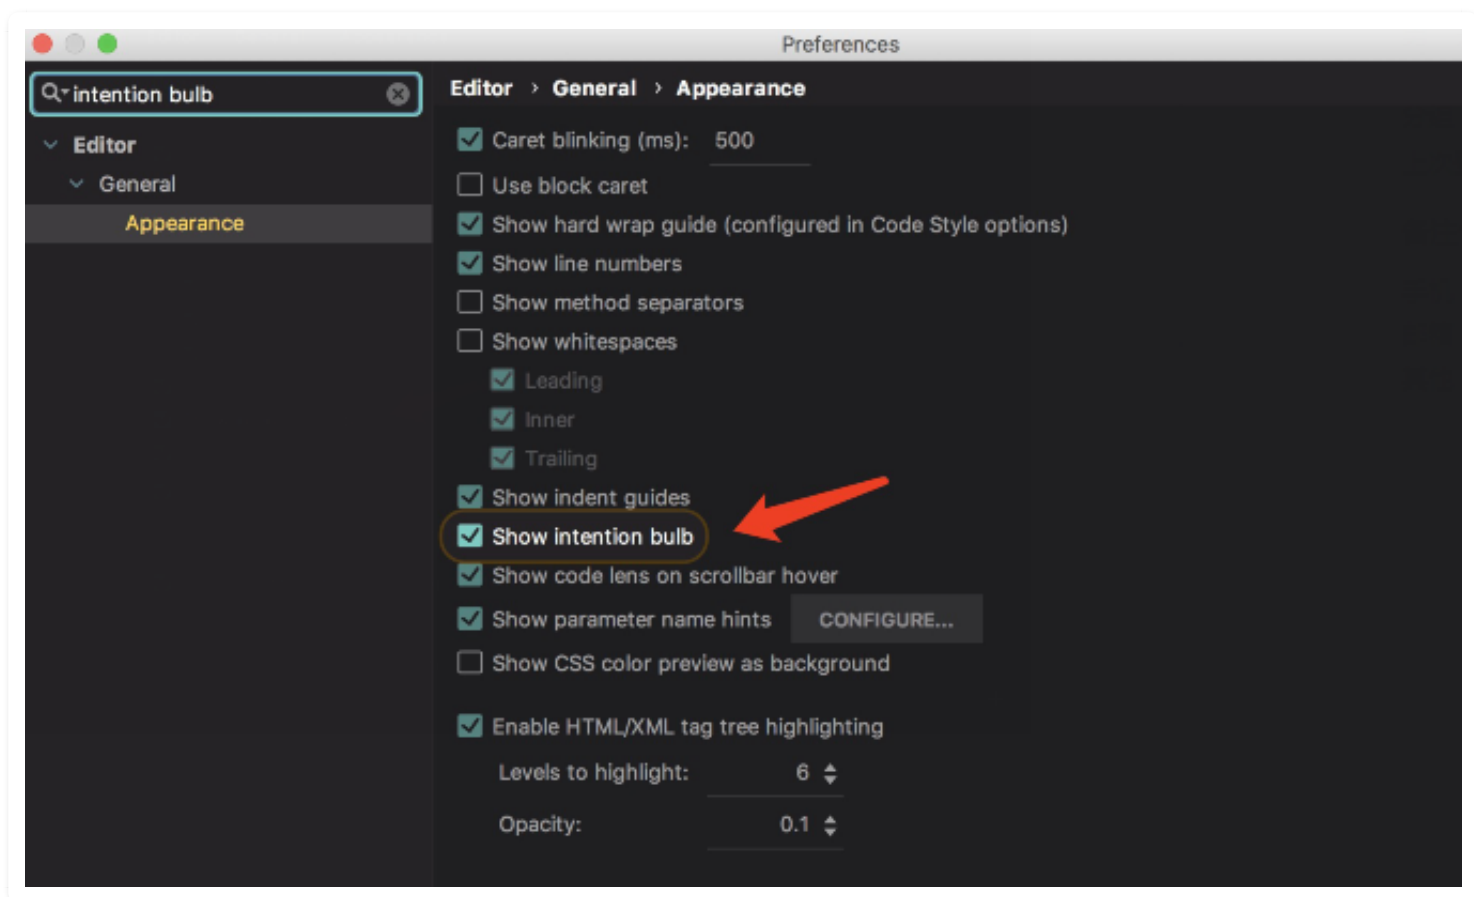 Preferences
intention bulb
Editor
General
Appearance
Editor › General › Appearance
Caret blinking (ms): 500
Use block caret
Show hard wrap guide (configured in Code Style options)
Show line numbers
Show method separators
Show whitespaces
Leading
Inner
Trailing
Show indent guides
Show intention bulb
Show code lens on scrollbar hover
Show parameter name hints CONFIGURE...
Show CSS color preview as background
Enable HTML/XML tag tree highlighting
Levels to highlight: 6
Opacity: 0.1